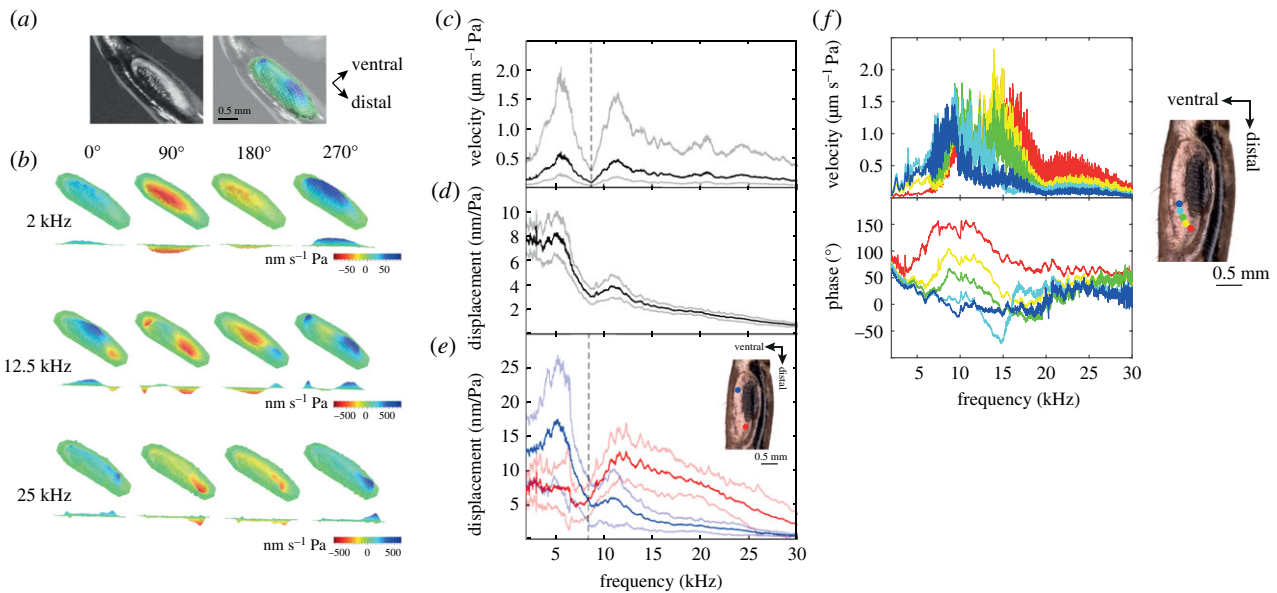 (a)
ventral
distal
0.5 mm
(b)
0° 90° 180° 270°
2 kHz
nm s⁻¹ Pa
−50 0 50
12.5 kHz
nm s⁻¹ Pa
−500 0 500
25 kHz
nm s⁻¹ Pa
−500 0 500
(c)
velocity (µm s⁻¹ Pa)
2.0
1.5
1.0
0.5
(d)
displacement (nm/Pa)
10
8
6
4
2
(e)
displacement (nm/Pa)
25
20
15
10
5
ventral
distal
0.5 mm
5 10 15 20 25 30
frequency (kHz)
(f)
velocity (µm s⁻¹ Pa)
2.0
1.5
1.0
0.5
phase (°)
150
100
50
0
−50
5 10 15 20 25 30
frequency (kHz)
ventral
distal
0.5 mm